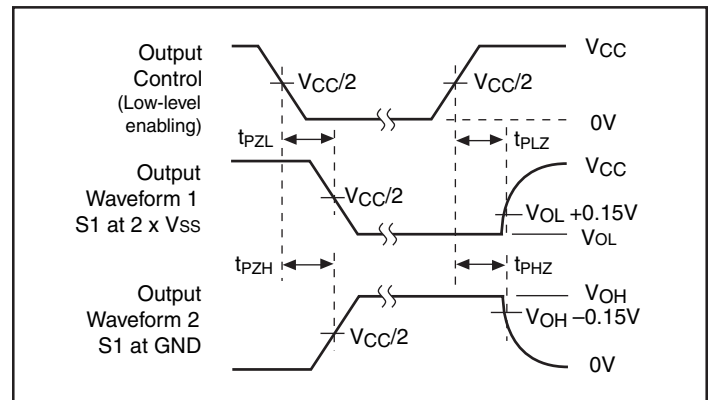 Output
Control
(Low-level
enabling)
VCC/2
VCC/2
VCC
0V
tPZL
tPLZ
Output
Waveform 1
S1 at 2 x VSS
VCC/2
VCC
VOL +0.15V
VOL
tPZH
tPHZ
Output
Waveform 2
S1 at GND
VCC/2
VOH
VOH –0.15V
0V